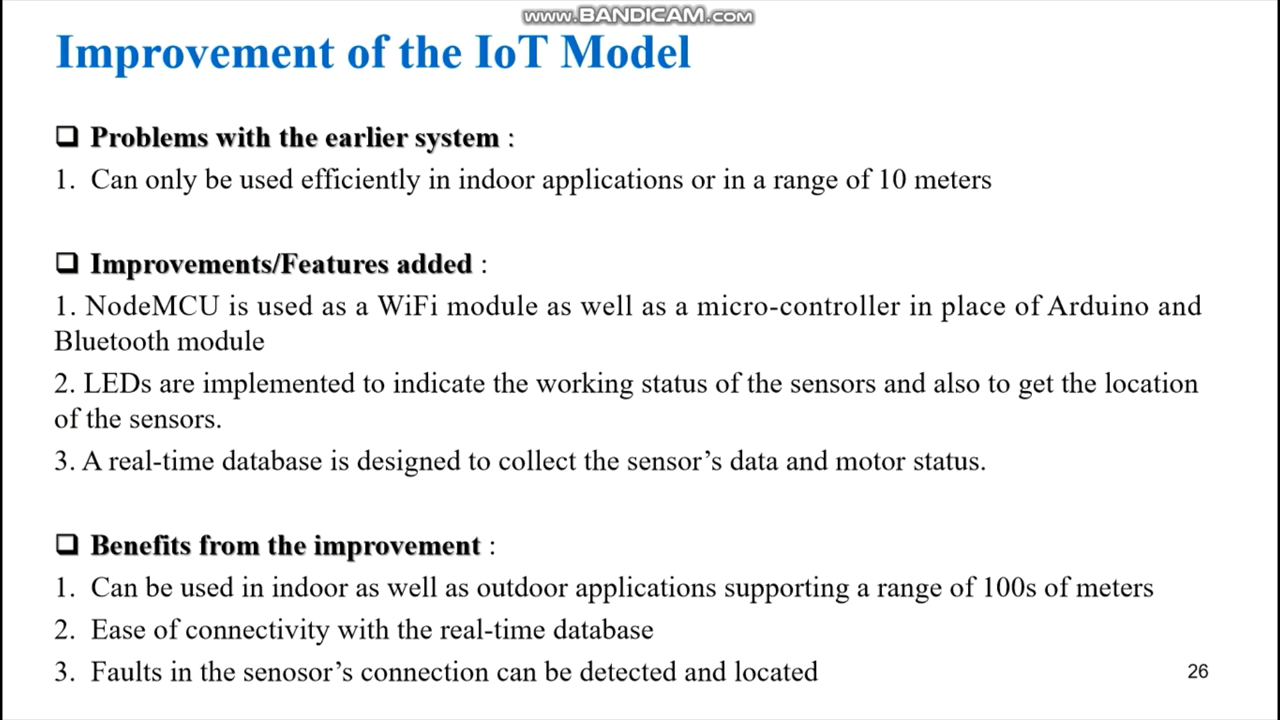 www.BANDICAM.com
Improvement of the IoT Model
❑ Problems with the earlier system :
1. Can only be used efficiently in indoor applications or in a range of 10 meters
❑ Improvements/Features added :
1. NodeMCU is used as a WiFi module as well as a micro-controller in place of Arduino and
Bluetooth module
2. LEDs are implemented to indicate the working status of the sensors and also to get the location
of the sensors.
3. A real-time database is designed to collect the sensor’s data and motor status.
❑ Benefits from the improvement :
1. Can be used in indoor as well as outdoor applications supporting a range of 100s of meters
2. Ease of connectivity with the real-time database
3. Faults in the senosor’s connection can be detected and located
26